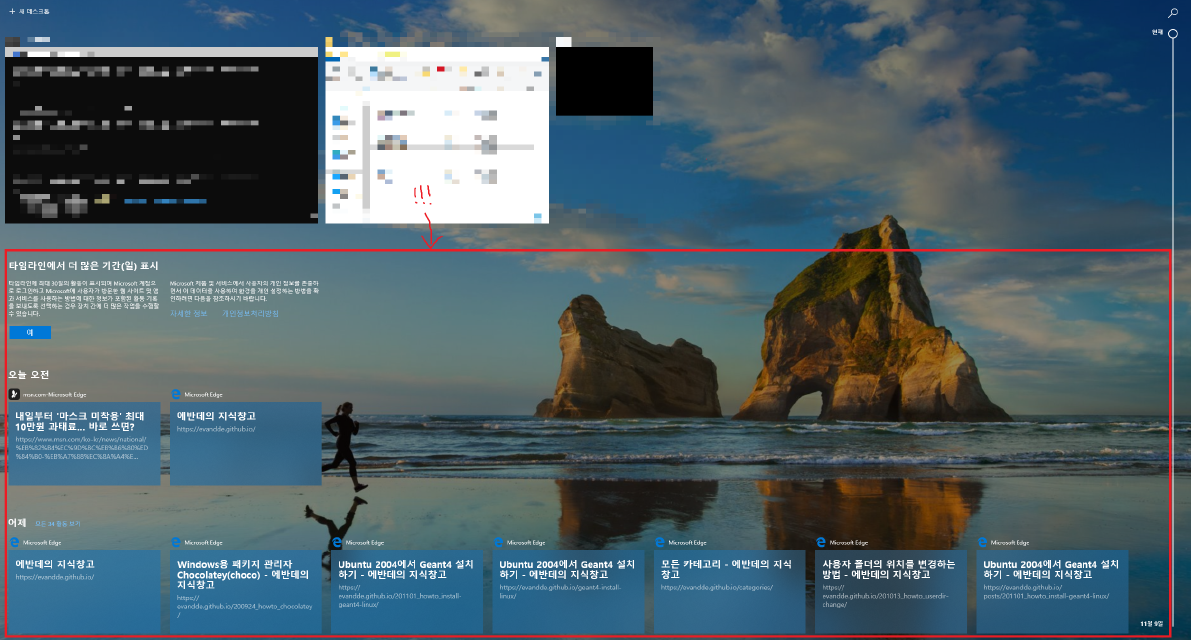 + 새 데스크톱
현재
!!!
타임라인에서 더 많은 기간(일) 표시
타임라인에 최대 30일의 활동이 표시되며 Microsoft 계정으
로 로그인하고 Microsoft에 사용자가 방문한 웹 사이트 및 앱
과 서비스를 사용하는 방법에 대한 정보가 포함된 활동 기록
을 보내도록 선택하는 경우 장치 간에 더 많은 작업을 수행할
수 있습니다.
Microsoft 제품 및 서비스에서 사용자의 개인 정보를 존중하
면서 이 데이터를 사용하여 환경을 개인 설정하는 방법을 확
인하려면 다음을 참조하시기 바랍니다.
자세한 정보 개인정보처리방침
예
오늘 오전
msn.com-Microsoft Edge
내일부터 '마스크 미착용' 최대
10만원 과태료... 바로 쓰면?
https://www.msn.com/ko-kr/news/national/
Microsoft Edge
에반데의 지식창고
https://evandde.github.io/
어제 모든 34 활동 보기
Microsoft Edge
에반데의 지식창고
https://evandde.github.io/
Microsoft Edge
Windows용 패키지 관리자
Chocolatey(choco) - 에반데의
지식창고
https://
evandde.github.io/200924_howto_chocolatey
/
Microsoft Edge
Ubuntu 2004에서 Geant4 설치
하기 - 에반데의 지식창고
https://
evandde.github.io/201101_howto_install-
geant4-linux/
Microsoft Edge
Ubuntu 2004에서 Geant4 설치
하기 - 에반데의 지식창고
https://evandde.github.io/geant4-install-
linux/
Microsoft Edge
모든 카테고리 - 에반데의 지식
창고
https://evandde.github.io/categories/
Microsoft Edge
사용자 폴더의 위치를 변경하는
방법 - 에반데의 지식창고
https://
evandde.github.io/201013_howto_userdir-
change/
Microsoft Edge
Ubuntu 2004에서 Geant4 설치
하기 - 에반데의 지식창고
https://evandde.github.io/
posts/201101_howto_install-geant4-linux/
11월 9일